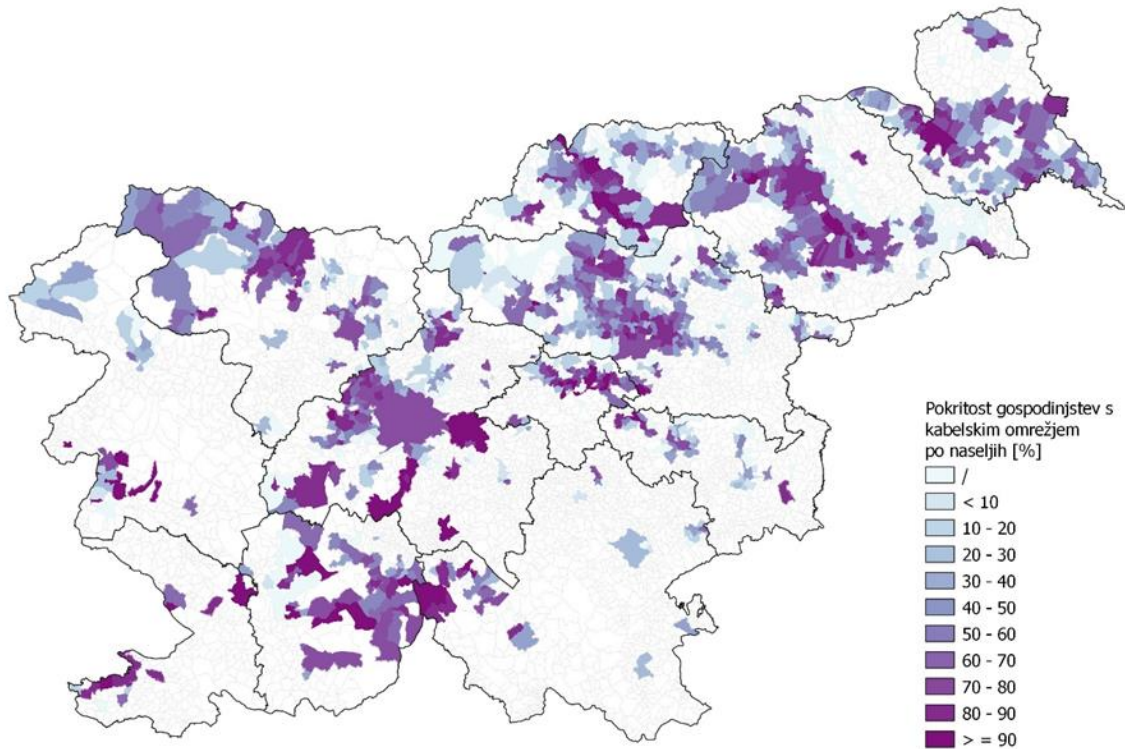 Pokritost gospodinjstev s
kabelskim omrežjem
po naseljih [%]
/
< 10
10 - 20
20 - 30
30 - 40
40 - 50
50 - 60
60 - 70
70 - 80
80 - 90
> = 90